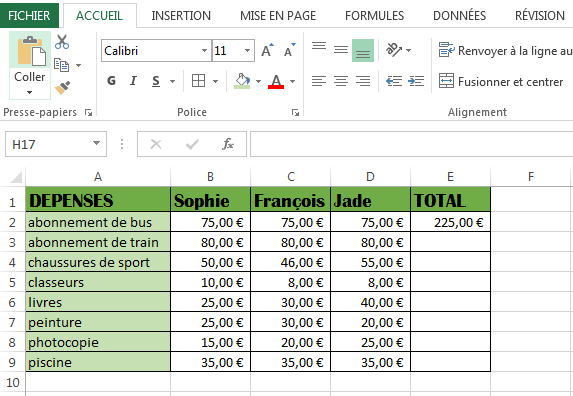 FICHIER ACCUEIL INSERTION MISE EN PAGE FORMULES DONNÉES RÉVISION
Coller
Calibri 11 A A Renvoyer à la ligne au
G I S A Fusionner et centrer
Presse-papiers Police Alignement
H17 fx
A B C D E F
1 DEPENSES Sophie François Jade TOTAL
2 abonnement de bus 75,00 € 75,00 € 75,00 € 225,00 €
3 abonnement de train 80,00 € 80,00 € 80,00 €
4 chaussures de sport 50,00 € 46,00 € 55,00 €
5 classeurs 10,00 € 8,00 € 8,00 €
6 livres 25,00 € 30,00 € 40,00 €
7 peinture 25,00 € 30,00 € 20,00 €
8 photocopie 15,00 € 20,00 € 25,00 €
9 piscine 35,00 € 35,00 € 35,00 €
10